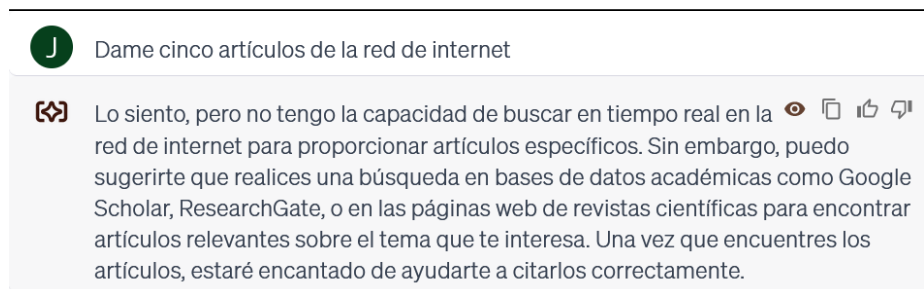 J
Dame cinco artículos de la red de internet
Lo siento, pero no tengo la capacidad de buscar en tiempo real en la
red de internet para proporcionar artículos específicos. Sin embargo, puedo
sugerirte que realices una búsqueda en bases de datos académicas como Google
Scholar, ResearchGate, o en las páginas web de revistas científicas para encontrar
artículos relevantes sobre el tema que te interesa. Una vez que encuentres los
artículos, estaré encantado de ayudarte a citarlos correctamente.